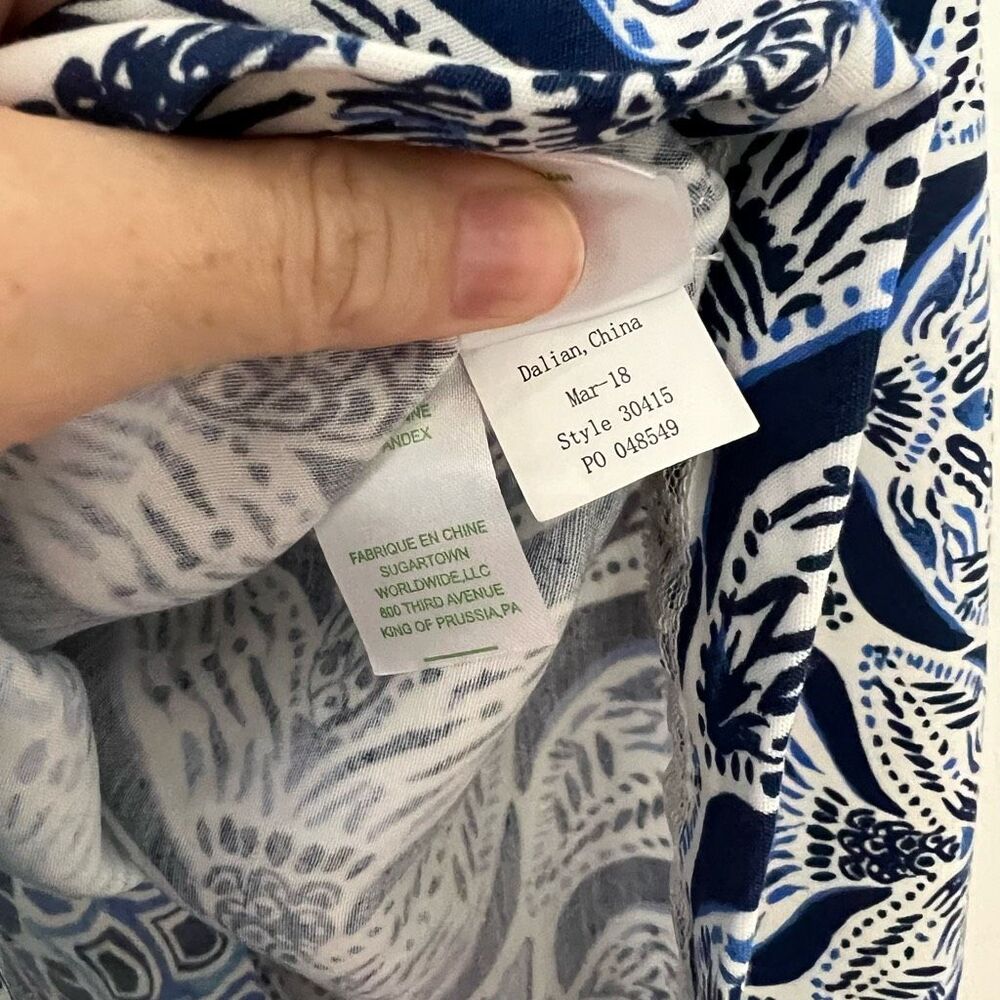 Dalian, China
Mar-18
Style 30415
PO 048549
FABRIQUE EN CHINE
SUGARTOWN
WORLDWIDE,LLC
800 THIRD AVENUE
KING OF PRUSSIA,PA